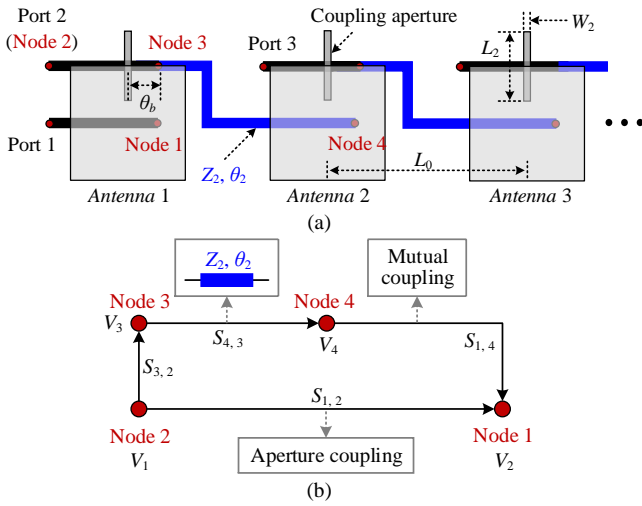 Port 2
(Node 2)
Node 3
Port 3
Coupling aperture
W2
L2
θb
Port 1
Node 1
Z2, θ2
Node 4
L0
Antenna 1
Antenna 2
Antenna 3
(a)
Z2, θ2
Mutual
coupling
Node 3
Node 4
V3
S4, 3
V4
S1, 4
S3, 2
S1, 2
Node 2
Node 1
V1
Aperture coupling
V2
(b)